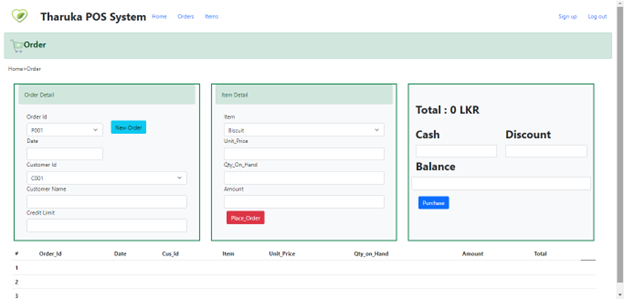 Tharuka POS System Home Orders Items Sign up Log out
Order
Home>Order
Order Detail
Order Id
P001
New Order
Date
Customer Id
C001
Customer Name
Credit Limit
Item Detail
Item
Biscuit
Unit_Price
Qty_On_Hand
Amount
Place_Order
Total : 0 LKR
Cash Discount
Balance
Purchase
# Order_Id Date Cus_Id Item Unit_Price Qty_on_Hand Amount Total
1
2
3